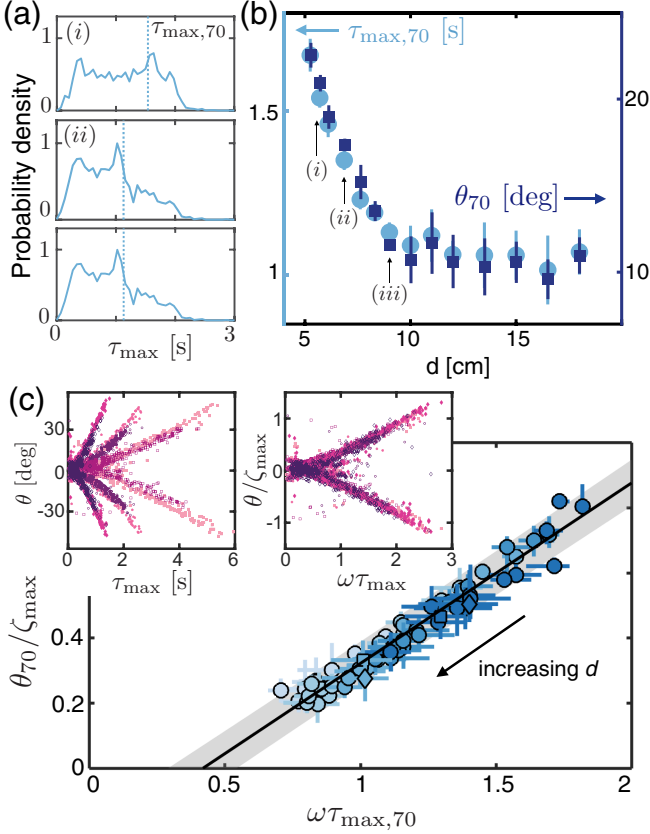 (a)
(i)
τmax,70
1
0
(ii)
1
0
1
0
0
3
Probability density
τmax [s]
(b)
τmax,70 [s]
θ70 [deg]
1.5
1
20
10
(i)
(ii)
(iii)
5
10
15
d [cm]
(c)
30
0
-30
θ [deg]
0
2
4
6
τmax [s]
1
0
-1
θ/ζmax
0
1
2
3
ωτmax
0.4
0.2
0
θ70/ζmax
increasing d
0
0.5
1
1.5
2
ωτmax,70